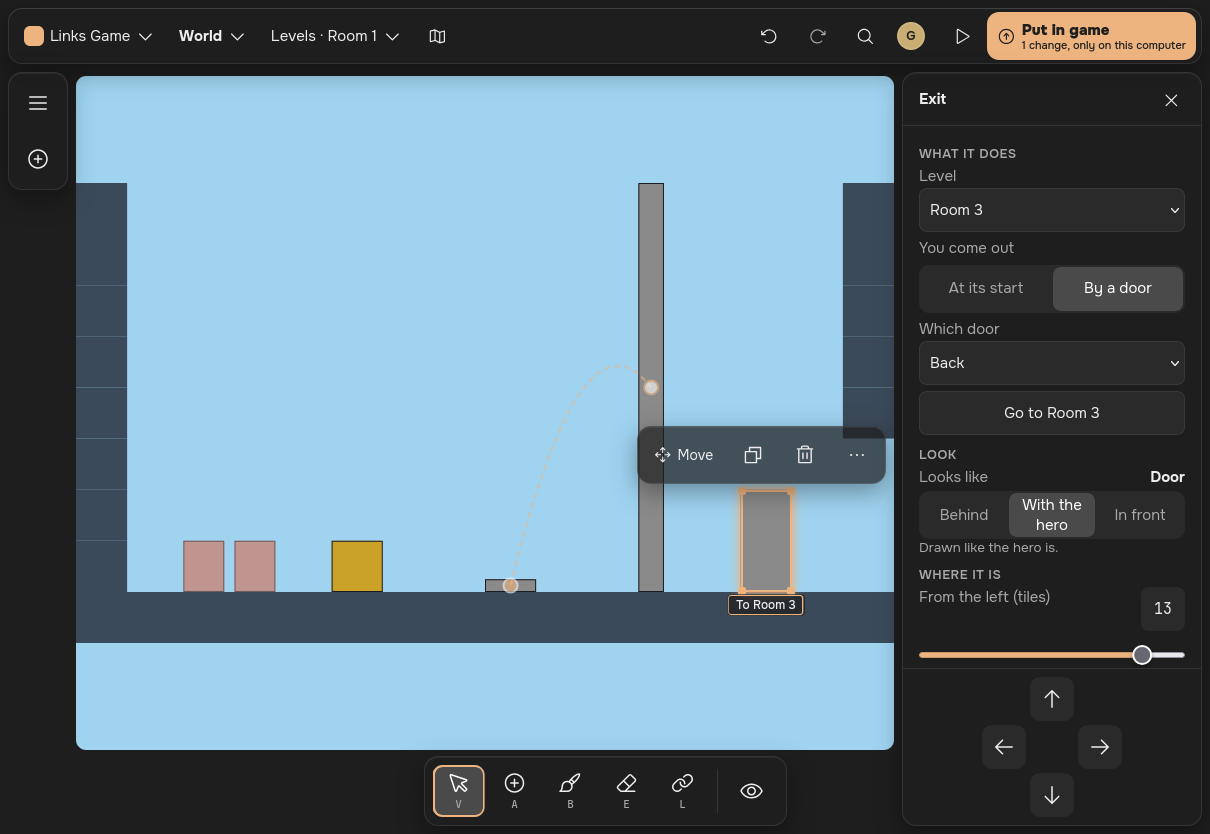 Links Game
World
Levels · Room 1
G
Put in game
1 change, only on this computer
Exit
WHAT IT DOES
Level
Room 3
You come out
At its start
By a door
Which door
Back
Go to Room 3
LOOK
Looks like
Door
Behind
With the
hero
In front
Drawn like the hero is.
WHERE IT IS
From the left (tiles)
13
Move
To Room 3
V
A
B
E
L